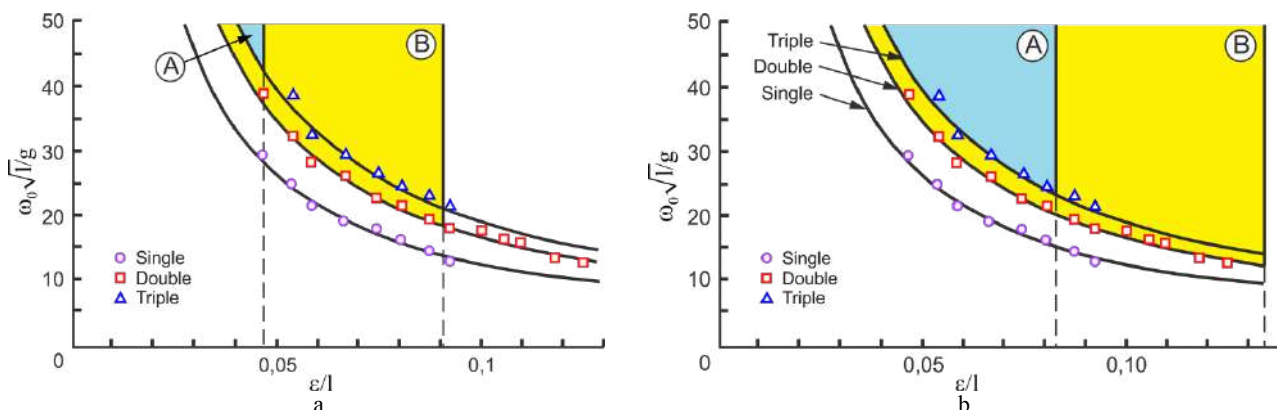 50
40
30
20
10
0
ω₀√l/g
A
B
Single
Double
Triple
0,05
0,1
ε/l
a
50
40
30
20
10
0
ω₀√l/g
Triple
Double
Single
A
B
Single
Double
Triple
0,05
0,10
ε/l
b